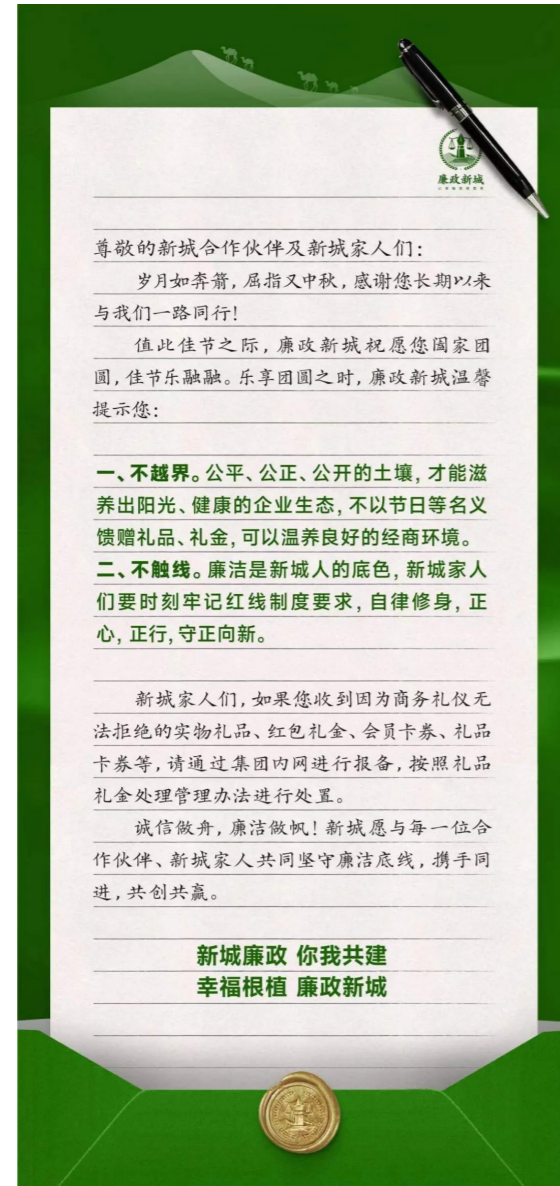 廉政新城
尊敬的新城合作伙伴及新城家人们:
岁月如奔箭,屈指又中秋,感谢您长期以来
与我们一路同行!
值此佳节之际,廉政新城祝愿您阖家团
圆,佳节乐融融。乐享团圆之时,廉政新城温馨
提示您:
一、不越界。公平、公正、公开的土壤,才能滋
养出阳光、健康的企业生态,不以节日等名义
馈赠礼品、礼金,可以温养良好的经商环境。
二、不触线。廉洁是新城人的底色,新城家人
们要时刻牢记红线制度要求,自律修身,正
心,正行,守正向新。
新城家人们,如果您收到因为商务礼仪无
法拒绝的实物礼品、红包礼金、会员卡券、礼品
卡券等,请通过集团内网进行报备,按照礼品
礼金处理管理办法进行处置。
诚信做舟,廉洁做帆!新城愿与每一位合
作伙伴、新城家人共同坚守廉洁底线,携手同
进,共创共赢。
新城廉政 你我共建
幸福根植 廉政新城